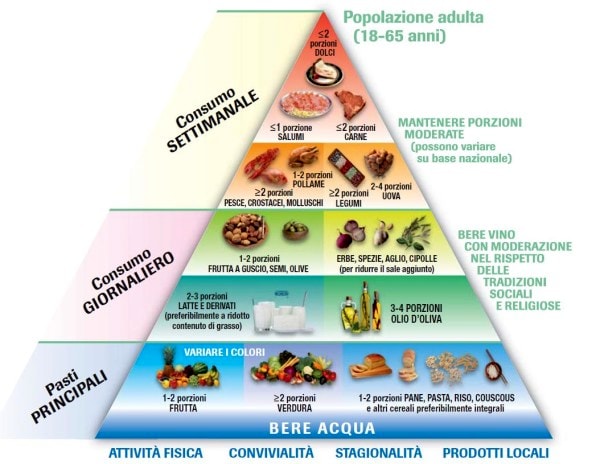 Popolazione adulta
(18-65 anni)
≤2
porzioni
DOLCI
Consumo
SETTIMANALE
≤1 porzione
SALUMI
≤2 porzioni
CARNE
MANTENERE PORZIONI
MODERATE
(possono variare
su base nazionale)
1-2 porzioni
POLLAME
≥2 porzioni
PESCE, CROSTACEI, MOLLUSCHI
≥2 porzioni
LEGUMI
2-4 porzioni
UOVA
Consumo
GIORNALIERO
1-2 porzioni
FRUTTA A GUSCIO, SEMI, OLIVE
ERBE, SPEZIE, AGLIO, CIPOLLE
(per ridurre il sale aggiunto)
BERE VINO
CON MODERAZIONE
NEL RISPETTO
DELLE
TRADIZIONI
SOCIALI
E RELIGIOSE
2-3 porzioni
LATTE E DERIVATI
(preferibilmente a ridotto
contenuto di grasso)
3-4 PORZIONI
OLIO D'OLIVA
Pasti
PRINCIPALI
VARIARE I COLORI
1-2 porzioni
FRUTTA
≥2 porzioni
VERDURA
1-2 porzioni PANE, PASTA, RISO, COUSCOUS
e altri cereali preferibilmente integrali
BERE ACQUA
ATTIVITÀ FISICA CONVIVIALITÀ STAGIONALITÀ PRODOTTI LOCALI